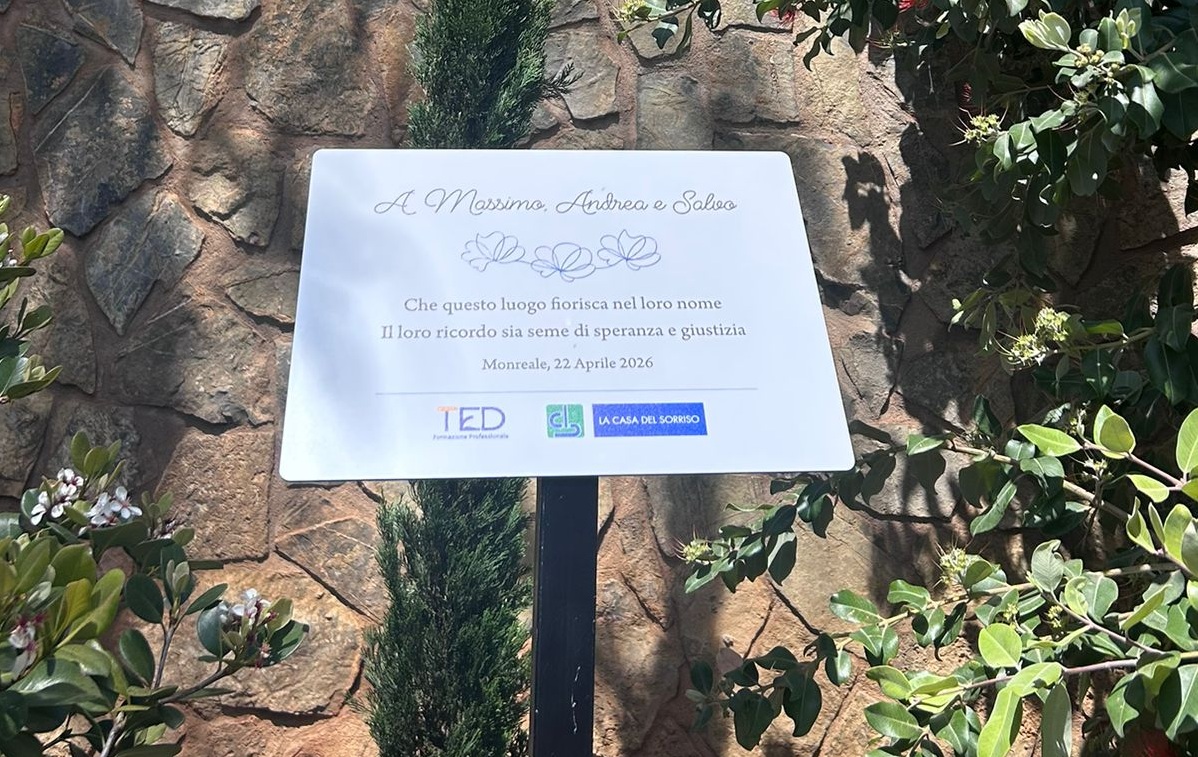 A Massimo, Andrea e Salvo
Che questo luogo fiorisca nel loro nome
Il loro ricordo sia seme di speranza e giustizia
Monreale, 22 Aprile 2026
TED
Formazione Professionale
LA CASA DEL SORRISO